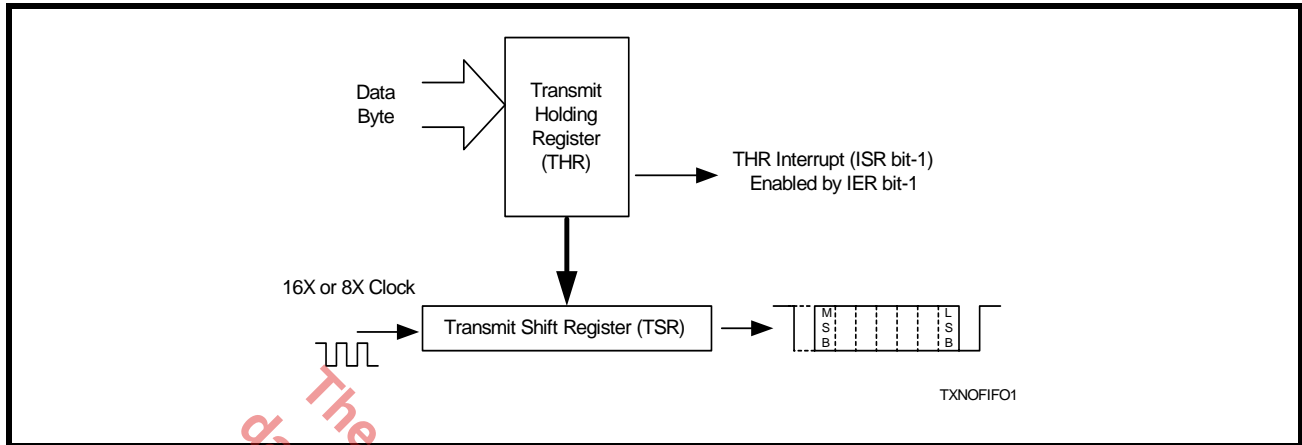 Data
Byte
Transmit
Holding
Register
(THR)
THR Interrupt (ISR bit-1)
Enabled by IER bit-1
16X or 8X Clock
Transmit Shift Register (TSR)
M
S
B
L
S
B
TXNOFIFO1
The